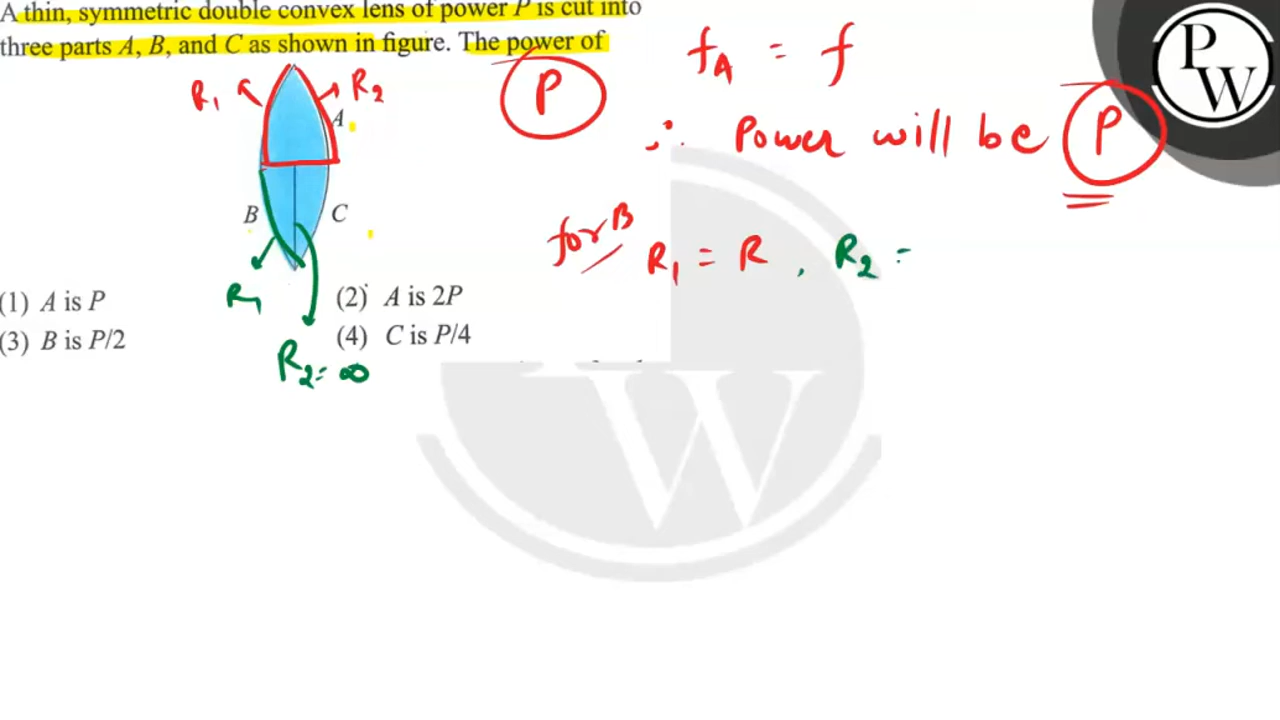 A thin, symmetric double convex lens of power P is cut into
three parts A, B, and C as shown in figure. The power of
R₁
R₂
A
B
C
R₁
R₂ = ∞
(1) A is P
(2) A is 2P
(3) B is P/2
(4) C is P/4
P
f_A = f
∴ Power will be P
for B R₁ = R , R₂ =
P
W
W